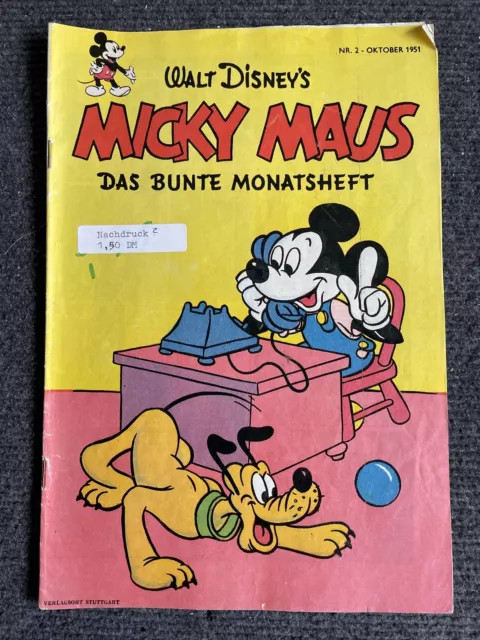 NR. 2 - OKTOBER 1951
WALT DISNEY'S
MICKY MAUS
DAS BUNTE MONATSHEFT
Nachdruck c
1,50 DM
VERLAGSORT STUTTGART